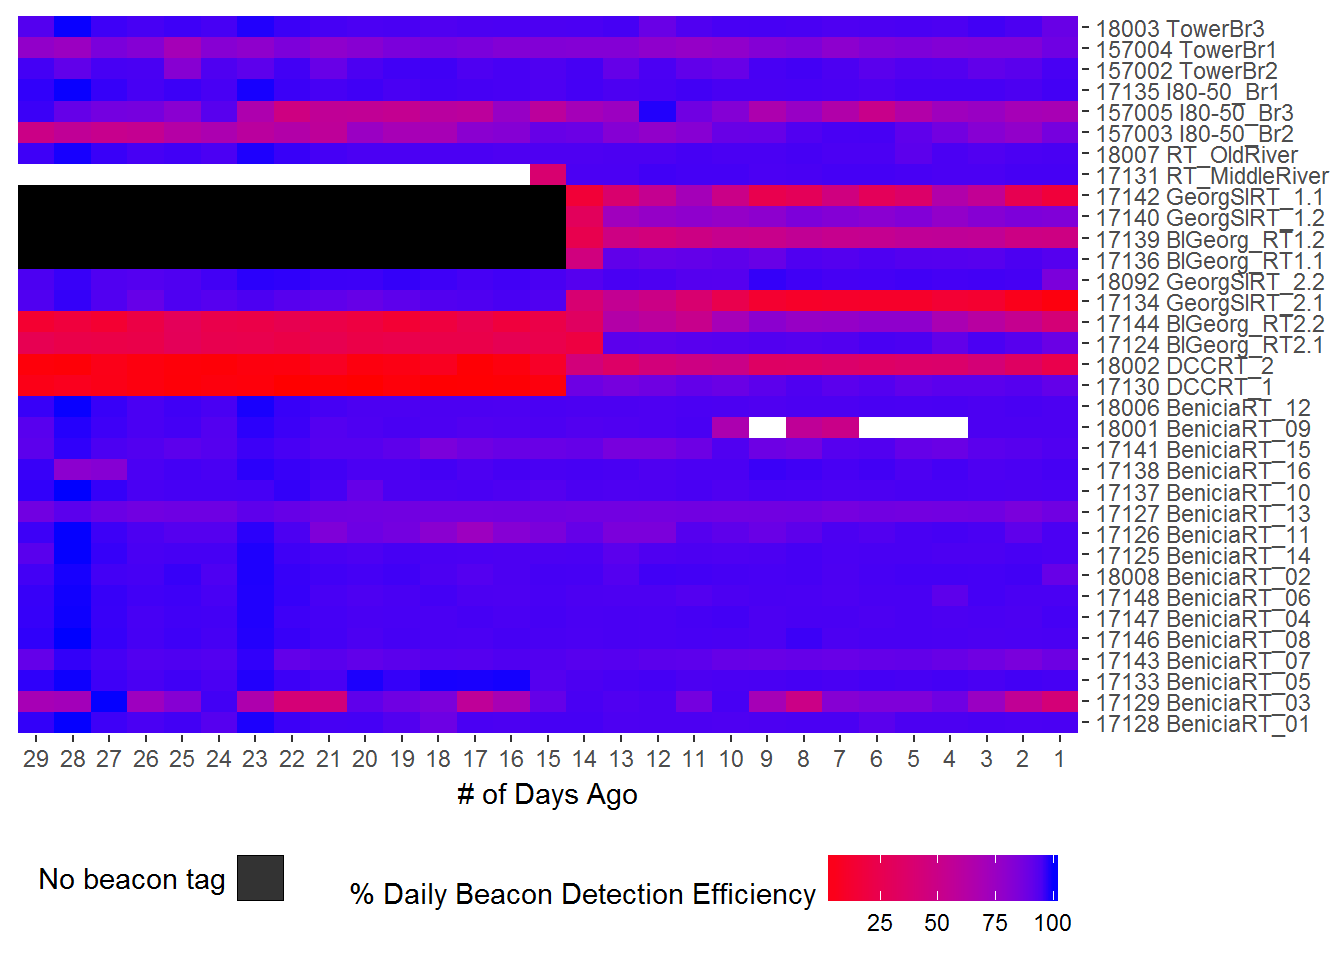 18003 TowerBr3
157004 TowerBr1
157002 TowerBr2
17135 I80-50_Br1
157005 I80-50_Br3
157003 I80-50_Br2
18007 RT_OldRiver
17131 RT_MiddleRiver
17142 GeorgSlRT_1.1
17140 GeorgSlRT_1.2
17139 BlGeorg_RT1.2
17136 BlGeorg_RT1.1
18092 GeorgSlRT_2.2
17134 GeorgSlRT_2.1
17144 BlGeorg_RT2.2
17124 BlGeorg_RT2.1
18002 DCCRT_2
17130 DCCRT_1
18006 BeniciaRT_12
18001 BeniciaRT_09
17141 BeniciaRT_15
17138 BeniciaRT_16
17137 BeniciaRT_10
17127 BeniciaRT_13
17126 BeniciaRT_11
17125 BeniciaRT_14
18008 BeniciaRT_02
17148 BeniciaRT_06
17147 BeniciaRT_04
17146 BeniciaRT_08
17143 BeniciaRT_07
17133 BeniciaRT_05
17129 BeniciaRT_03
17128 BeniciaRT_01
29 28 27 26 25 24 23 22 21 20 19 18 17 16 15 14 13 12 11 10 9 8 7 6 5 4 3 2 1
# of Days Ago
No beacon tag
% Daily Beacon Detection Efficiency
25 50 75 100